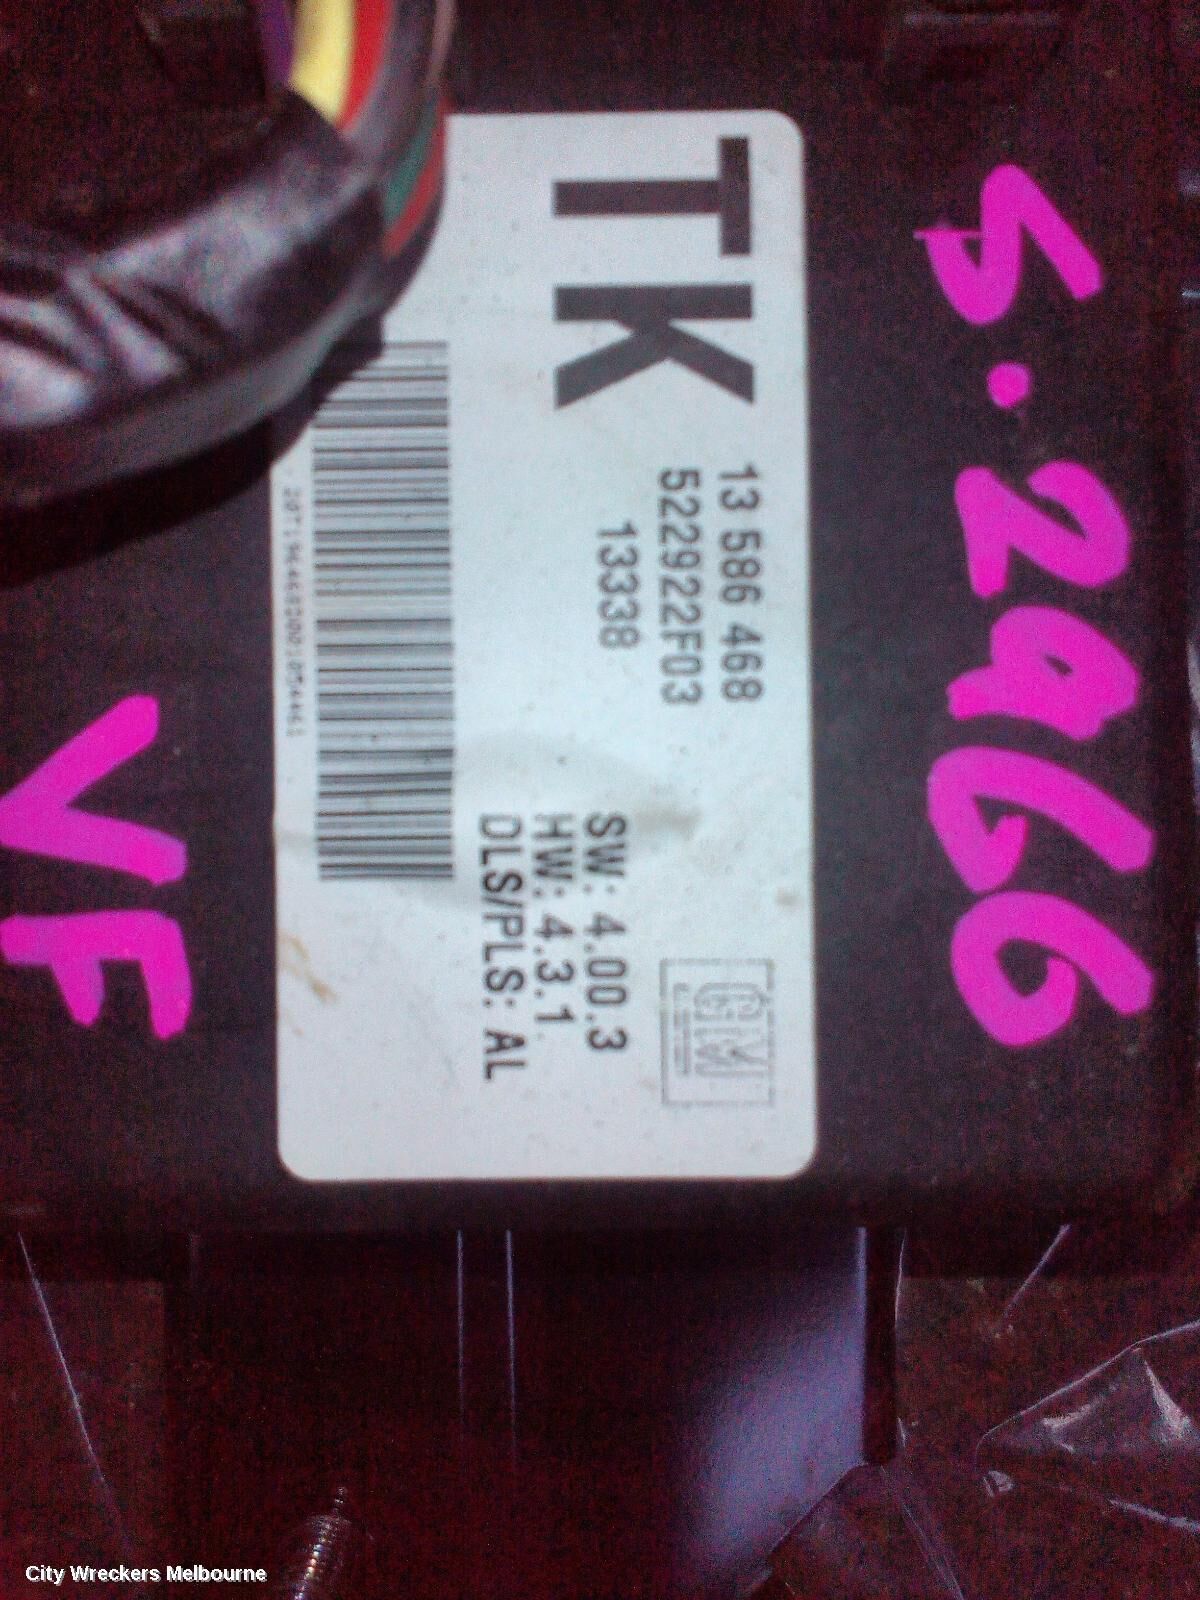 S.2966
TK
13 586 468
522922F03
13338
GM
SW: 4.00.3
HW: 4.3.1
DLS/PLS: AL
VF
City Wreckers Melbourne